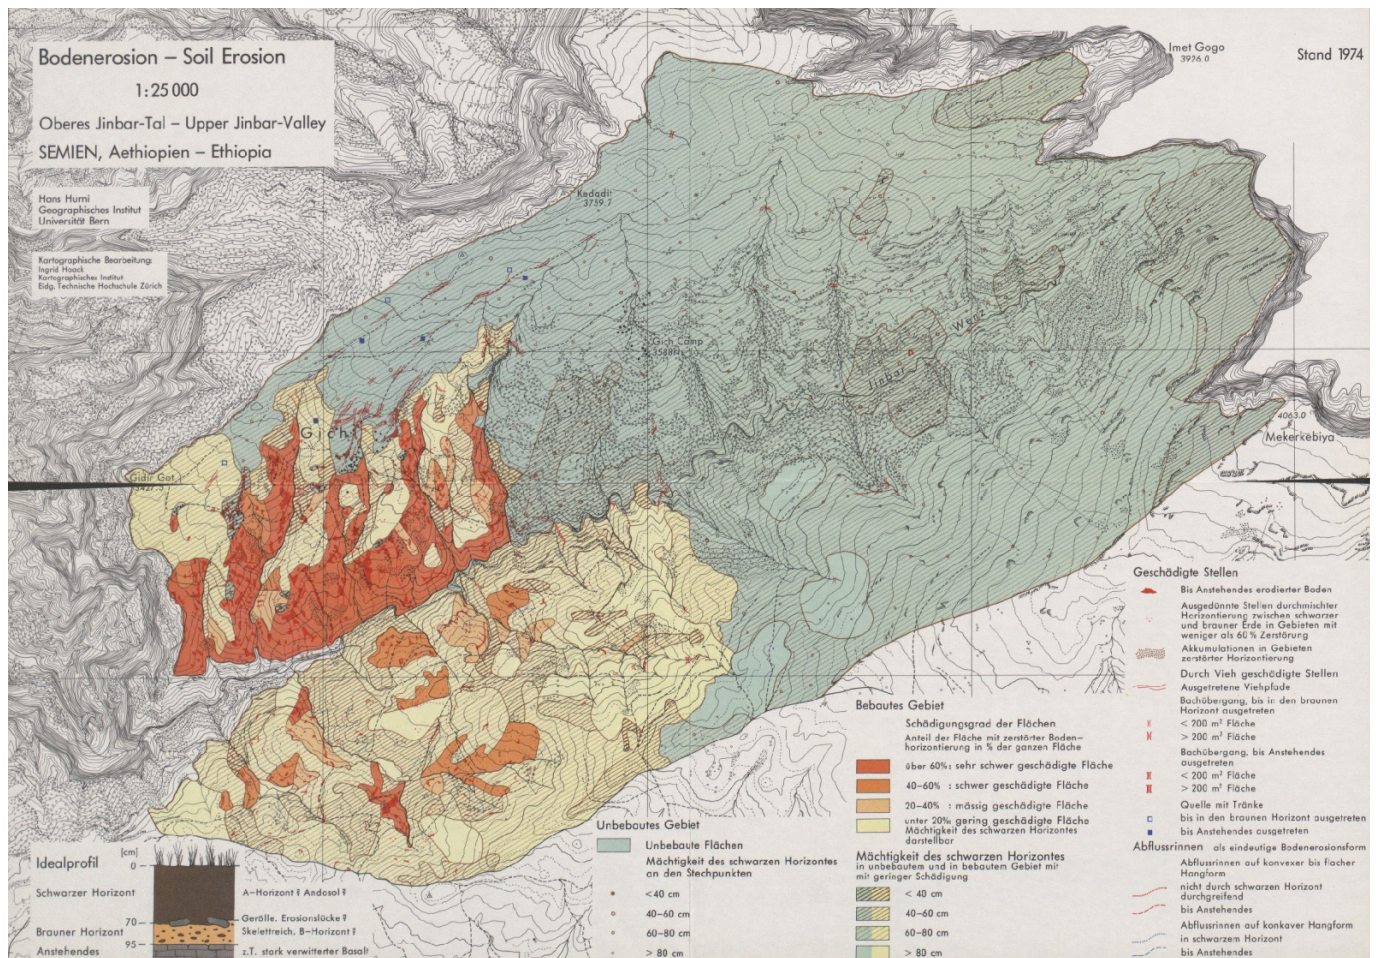 Bodenerosion – Soil Erosion
1:25 000
Oberes Jinbar-Tal – Upper Jinbar-Valley
SEMIEN, Aethiopien – Ethiopia
Hans Hurni
Geographisches Institut
Universität Bern
Kartographische Bearbeitung:
Ingrid Haack
Kartographisches Institut
Eidg. Technische Hochschule Zürich
Stand 1974
Imet Gogo
3926.0
Kedadit
3759.7
Gich Camp
Wenz
Jinbar
Gich
Gidir Got
4063.0
Mekerkebiya
Idealprofil
[cm]
0
Schwarzer Horizont
A-Horizont ? Andosol ?
70
Gerölle, Erosionslücke ?
Brauner Horizont
Skelettreich, B-Horizont ?
95
Anstehendes
z.T. stark verwitterter Basalt
Unbebautes Gebiet
Unbebaute Flächen
Mächtigkeit des schwarzen Horizontes
an den Stechpunkten
<40 cm
40–60 cm
60–80 cm
> 80 cm
Bebautes Gebiet
Schädigungsgrad der Flächen
Anteil der Fläche mit zerstörter Boden-
horizontierung in % der ganzen Fläche
über 60%: sehr schwer geschädigte Fläche
40–60% : schwer geschädigte Fläche
20–40% : mässig geschädigte Fläche
unter 20%: gering geschädigte Fläche
Mächtigkeit des schwarzen Horizontes
darstellbar
Mächtigkeit des schwarzen Horizontes
in unbebautem und in bebautem Gebiet mit
mit geringer Schädigung
< 40 cm
40–60 cm
60–80 cm
> 80 cm
Geschädigte Stellen
Bis Anstehendes erodierter Boden
Ausgedünnte Stellen durchmischter
Horizontierung zwischen schwarzer
und brauner Erde in Gebieten mit
weniger als 60% Zerstörung
Akkumulationen in Gebieten
zerstörter Horizontierung
Durch Vieh geschädigte Stellen
Ausgetretene Viehpfade
Bachübergang, bis in den braunen
Horizont ausgetreten
< 200 m² Fläche
> 200 m² Fläche
Bachübergang, bis Anstehendes
ausgetreten
< 200 m² Fläche
> 200 m² Fläche
Quelle mit Tränke
bis in den braunen Horizont ausgetreten
bis Anstehendes ausgetreten
Abflussrinnen als eindeutige Bodenerosionsform
Abflussrinnen auf konvexer bis flacher
Hangform
nicht durch schwarzen Horizont
durchgreifend
bis Anstehendes
Abflussrinnen auf konkaver Hangform
in schwarzem Horizont
bis Anstehendes